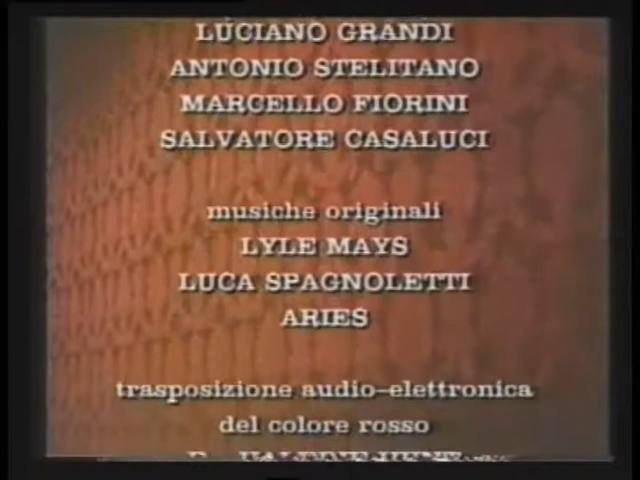 LUCIANO GRANDI
ANTONIO STELITANO
MARCELLO FIORINI
SALVATORE CASALUCI
musiche originali
LYLE MAYS
LUCA SPAGNOLETTI
ARIES
trasposizione audio–elettronica
del colore rosso